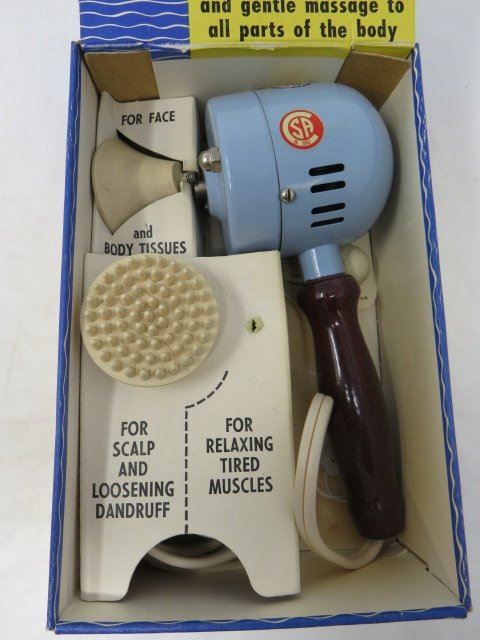 and gentle massage to
all parts of the body
FOR FACE
and
BODY TISSUES
CSA
FOR
SCALP
AND
LOOSENING
DANDRUFF
FOR
RELAXING
TIRED
MUSCLES